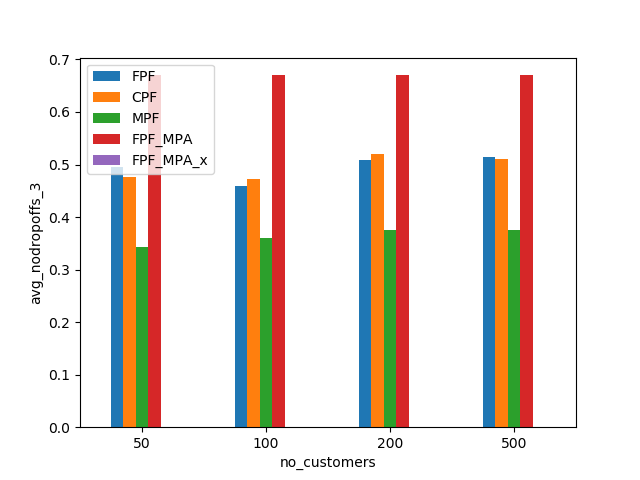 0.7
0.6
0.5
0.4
0.3
0.2
0.1
0.0
avg_nodropoffs_3
FPF
CPF
MPF
FPF_MPA
FPF_MPA_x
50 100 200 500
no_customers